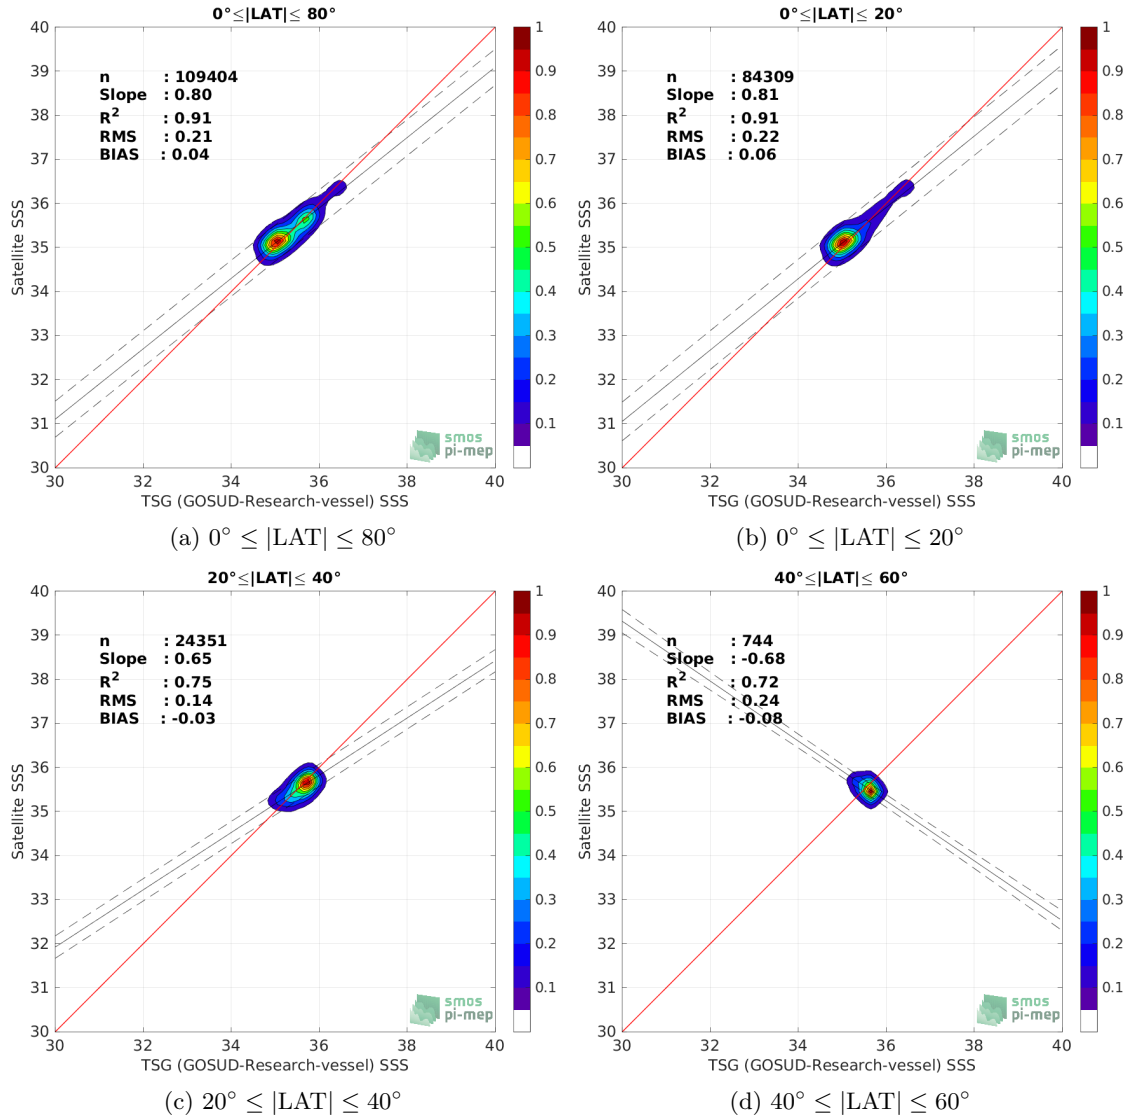 0°≤|LAT|≤ 80°
n : 109404
Slope : 0.80
R² : 0.91
RMS : 0.21
BIAS : 0.04
40
39
38
37
36
35
34
33
32
31
30
30 32 34 36 38 40
Satellite SSS
TSG (GOSUD-Research-vessel) SSS
1
0.9
0.8
0.7
0.6
0.5
0.4
0.3
0.2
0.1
smos
pi-mep
(a) 0° ≤ |LAT| ≤ 80°
0°≤|LAT|≤ 20°
n : 84309
Slope : 0.81
R² : 0.91
RMS : 0.22
BIAS : 0.06
40
39
38
37
36
35
34
33
32
31
30
30 32 34 36 38 40
Satellite SSS
TSG (GOSUD-Research-vessel) SSS
1
0.9
0.8
0.7
0.6
0.5
0.4
0.3
0.2
0.1
smos
pi-mep
(b) 0° ≤ |LAT| ≤ 20°
20°≤|LAT|≤ 40°
n : 24351
Slope : 0.65
R² : 0.75
RMS : 0.14
BIAS : -0.03
40
39
38
37
36
35
34
33
32
31
30
30 32 34 36 38 40
Satellite SSS
TSG (GOSUD-Research-vessel) SSS
1
0.9
0.8
0.7
0.6
0.5
0.4
0.3
0.2
0.1
smos
pi-mep
(c) 20° ≤ |LAT| ≤ 40°
40°≤|LAT|≤ 60°
n : 744
Slope : -0.68
R² : 0.72
RMS : 0.24
BIAS : -0.08
40
39
38
37
36
35
34
33
32
31
30
30 32 34 36 38 40
Satellite SSS
TSG (GOSUD-Research-vessel) SSS
1
0.9
0.8
0.7
0.6
0.5
0.4
0.3
0.2
0.1
smos
pi-mep
(d) 40° ≤ |LAT| ≤ 60°